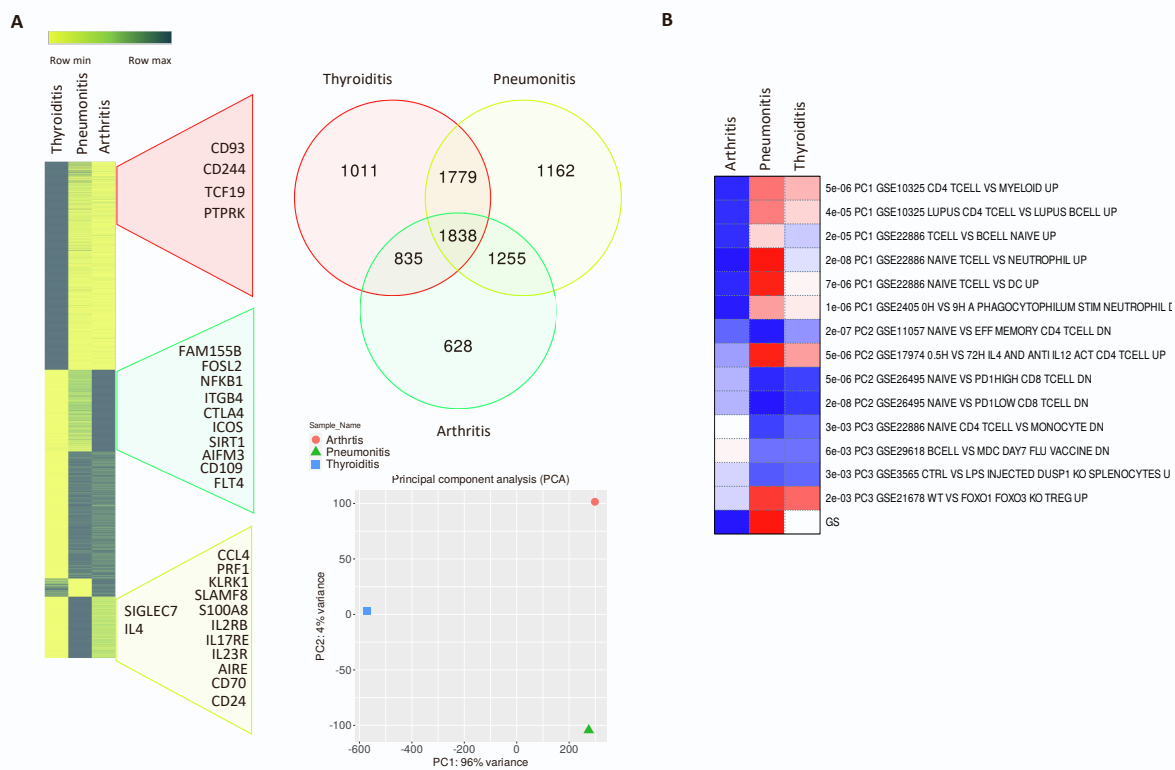 A
Row min
Row max
Thyroiditis
Pneumonitis
Arthritis
CD93
CD244
TCF19
PTPRK
FAM155B
FOSL2
NFKB1
ITGB4
CTLA4
ICOS
SIRT1
AIFM3
CD109
FLT4
CCL4
PRF1
KLRK1
SLAMF8
SIGLEC7
S100A8
IL4
IL2RB
IL17RE
IL23R
AIRE
CD70
CD24
Thyroiditis
Pneumonitis
1011
1779
1162
1838
835
1255
628
Arthritis
Sample_Name
Arthrtis
Pneumonitis
Thyroiditis
Principal component analysis (PCA)
PC2: 4% variance
100
50
0
-50
-100
-600
-400
-200
0
200
PC1: 96% variance
B
Arthritis
Pneumonitis
Thyroiditis
5e-06 PC1 GSE10325 CD4 TCELL VS MYELOID UP
4e-05 PC1 GSE10325 LUPUS CD4 TCELL VS LUPUS BCELL UP
2e-05 PC1 GSE22886 TCELL VS BCELL NAIVE UP
2e-08 PC1 GSE22886 NAIVE TCELL VS NEUTROPHIL UP
7e-06 PC1 GSE22886 NAIVE TCELL VS DC UP
1e-06 PC1 GSE2405 0H VS 9H A PHAGOCYTOPHILUM STIM NEUTROPHIL
2e-07 PC2 GSE11057 NAIVE VS EFF MEMORY CD4 TCELL DN
5e-06 PC2 GSE17974 0.5H VS 72H IL4 AND ANTI IL12 ACT CD4 TCELL UP
5e-06 PC2 GSE26495 NAIVE VS PD1HIGH CD8 TCELL DN
2e-08 PC2 GSE26495 NAIVE VS PD1LOW CD8 TCELL DN
3e-03 PC3 GSE22886 NAIVE CD4 TCELL VS MONOCYTE DN
6e-03 PC3 GSE29618 BCELL VS MDC DAY7 FLU VACCINE DN
3e-03 PC3 GSE3565 CTRL VS LPS INJECTED DUSP1 KO SPLENOCYTES U
2e-03 PC3 GSE21678 WT VS FOXO1 FOXO3 KO TREG UP
GS